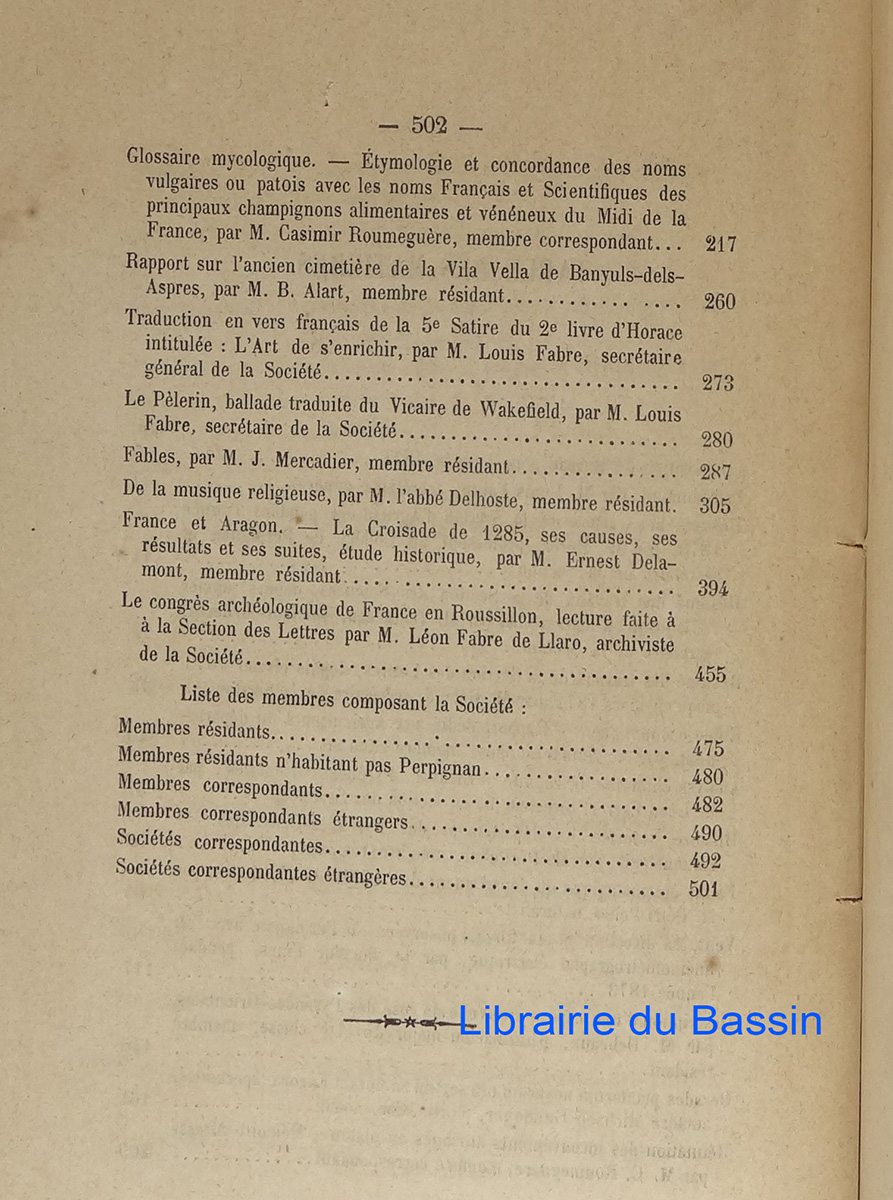 — 502 —
Glossaire mycologique. — Étymologie et concordance des noms
vulgaires ou patois avec les noms Français et Scientifiques des
principaux champignons alimentaires et vénéneux du Midi de la
France, par M. Casimir Roumeguère, membre correspondant... 217
Rapport sur l'ancien cimetière de la Vila Vella de Banyuls-dels-
Aspres, par M. B. Alart, membre résidant................. 260
Traduction en vers français de la 5e Satire du 2e livre d'Horace
intitulée : L'Art de s'enrichir, par M. Louis Fabre, secrétaire
général de la Société.................................... 273
Le Pèlerin, ballade traduite du Vicaire de Wakefield, par M. Louis
Fabre, secrétaire de la Société............................ 280
Fables, par M. J. Mercadier, membre résidant................ 287
De la musique religieuse, par M. l'abbé Delhoste, membre résidant. 305
France et Aragon. — La Croisade de 1285, ses causes, ses
résultats et ses suites, étude historique, par M. Ernest Dela-
mont, membre résidant.................................. 394
Le congrès archéologique de France en Roussillon, lecture faite à
à la Section des Lettres par M. Léon Fabre de Llaro, archiviste
de la Société............................................ 455
Liste des membres composant la Société :
Membres résidants........................................ 475
Membres résidants n'habitant pas Perpignan.................. 480
Membres correspondants................................... 482
Membres correspondants étrangers.......................... 490
Sociétés correspondantes.................................. 492
Sociétés correspondantes étrangères......................... 501
Librairie du Bassin